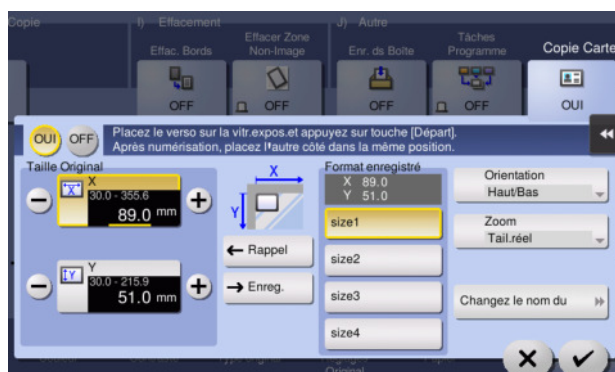 Copie
I) Effacement
J) Autre
Effac. Bords
Effacer Zone
Non-Image
Enr. ds Boîte
Tâches
Programme
Copie Carte
OFF
OFF
OFF
OFF
OUI
OUI
OFF
Placez le verso sur la vitr.expos.et appuyez sur touche [Départ].
Après numérisation, placez l'autre côté dans la même position.
Taille Original
X
30.0 - 355.6
89.0 mm
Y
30.0 - 215.9
51.0 mm
X
Y
← Rappel
→ Enreg.
Format enregistré
X 89.0
Y 51.0
size1
size2
size3
size4
Orientation
Haut/Bas
Zoom
Tail.réel
Changez le nom du
Original